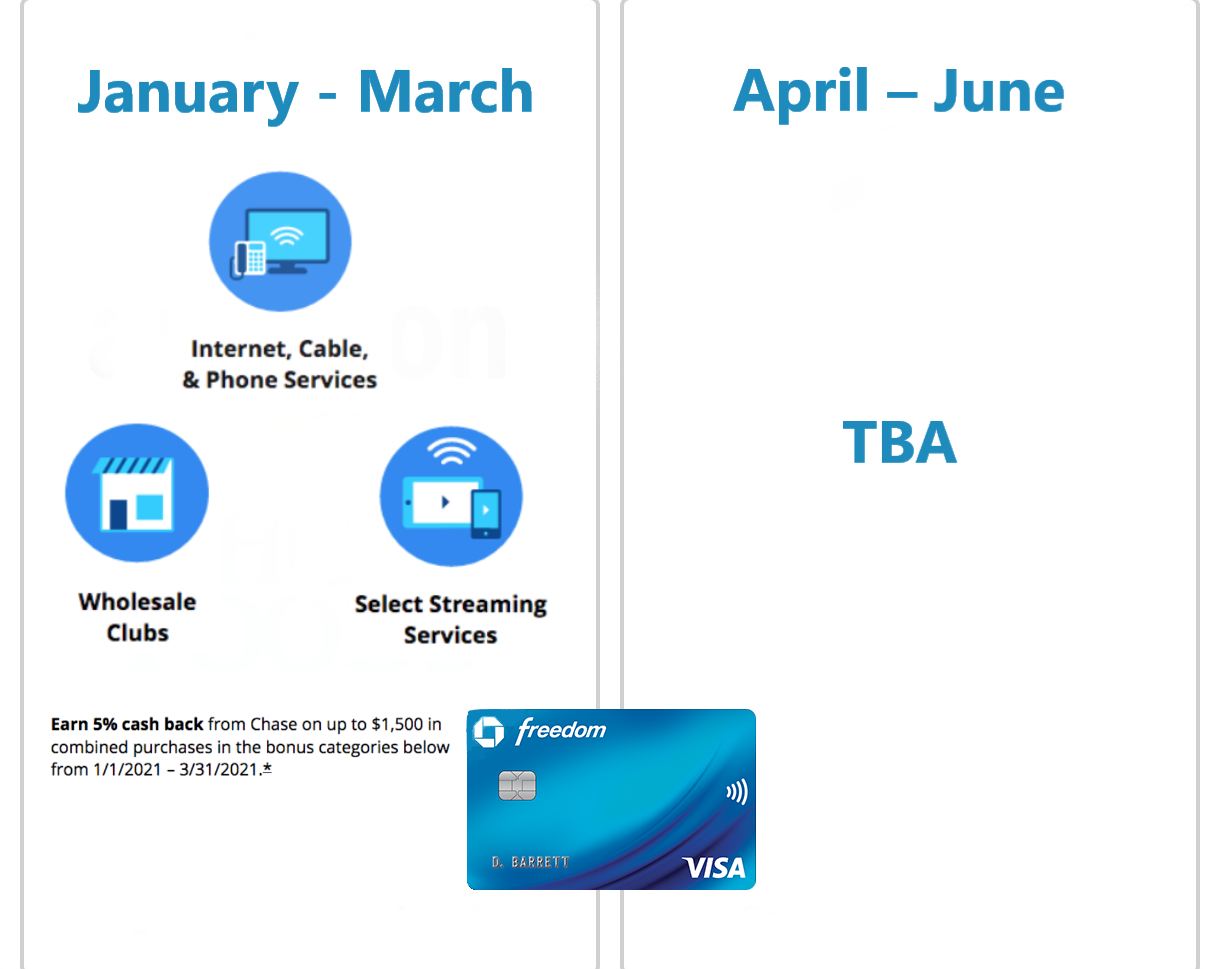 January - March
Internet, Cable,
& Phone Services
Wholesale
Clubs
Select Streaming
Services
Earn 5% cash back from Chase on up to $1,500 in
combined purchases in the bonus categories below
from 1/1/2021 – 3/31/2021.*
April – June
TBA
freedom
D. BARRETT
VISA